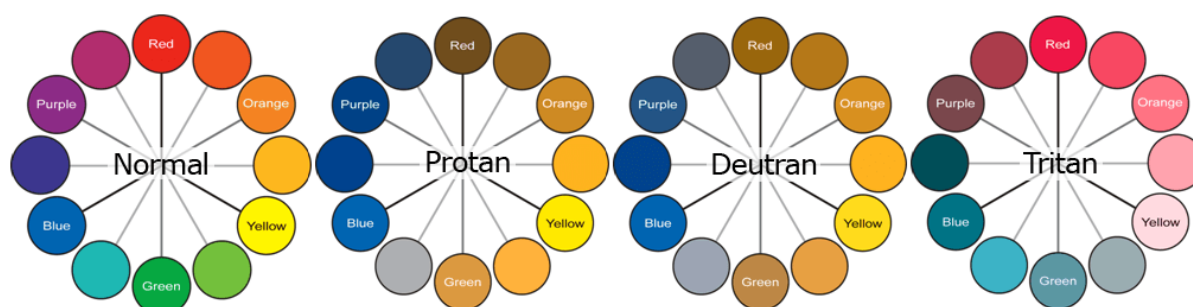 Red
Orange
Purple
Normal
Blue
Yellow
Green
Red
Orange
Purple
Protan
Blue
Yellow
Green
Red
Orange
Purple
Deutran
Blue
Yellow
Green
Red
Orange
Purple
Tritan
Blue
Yellow
Green